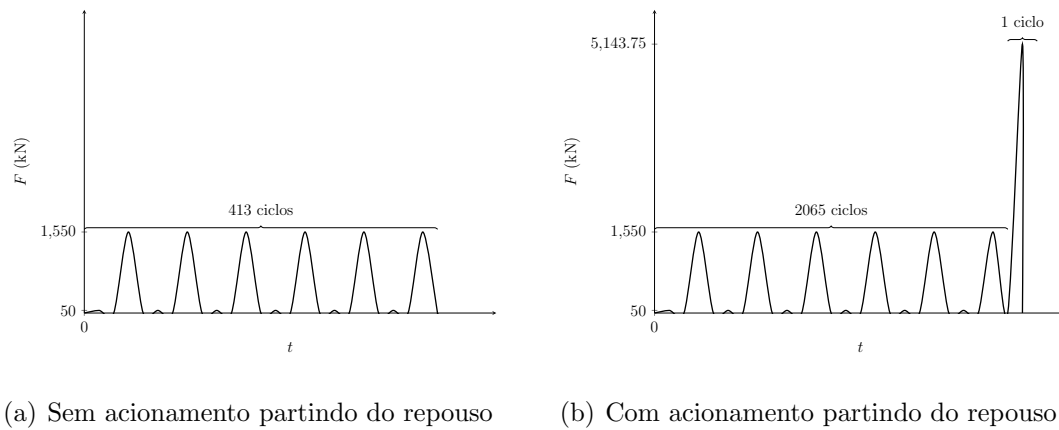 F (kN)
413 ciclos
1,550
50
0
t
(a) Sem acionamento partindo do repouso
1 ciclo
5,143.75
F (kN)
2065 ciclos
1,550
50
0
t
(b) Com acionamento partindo do repouso